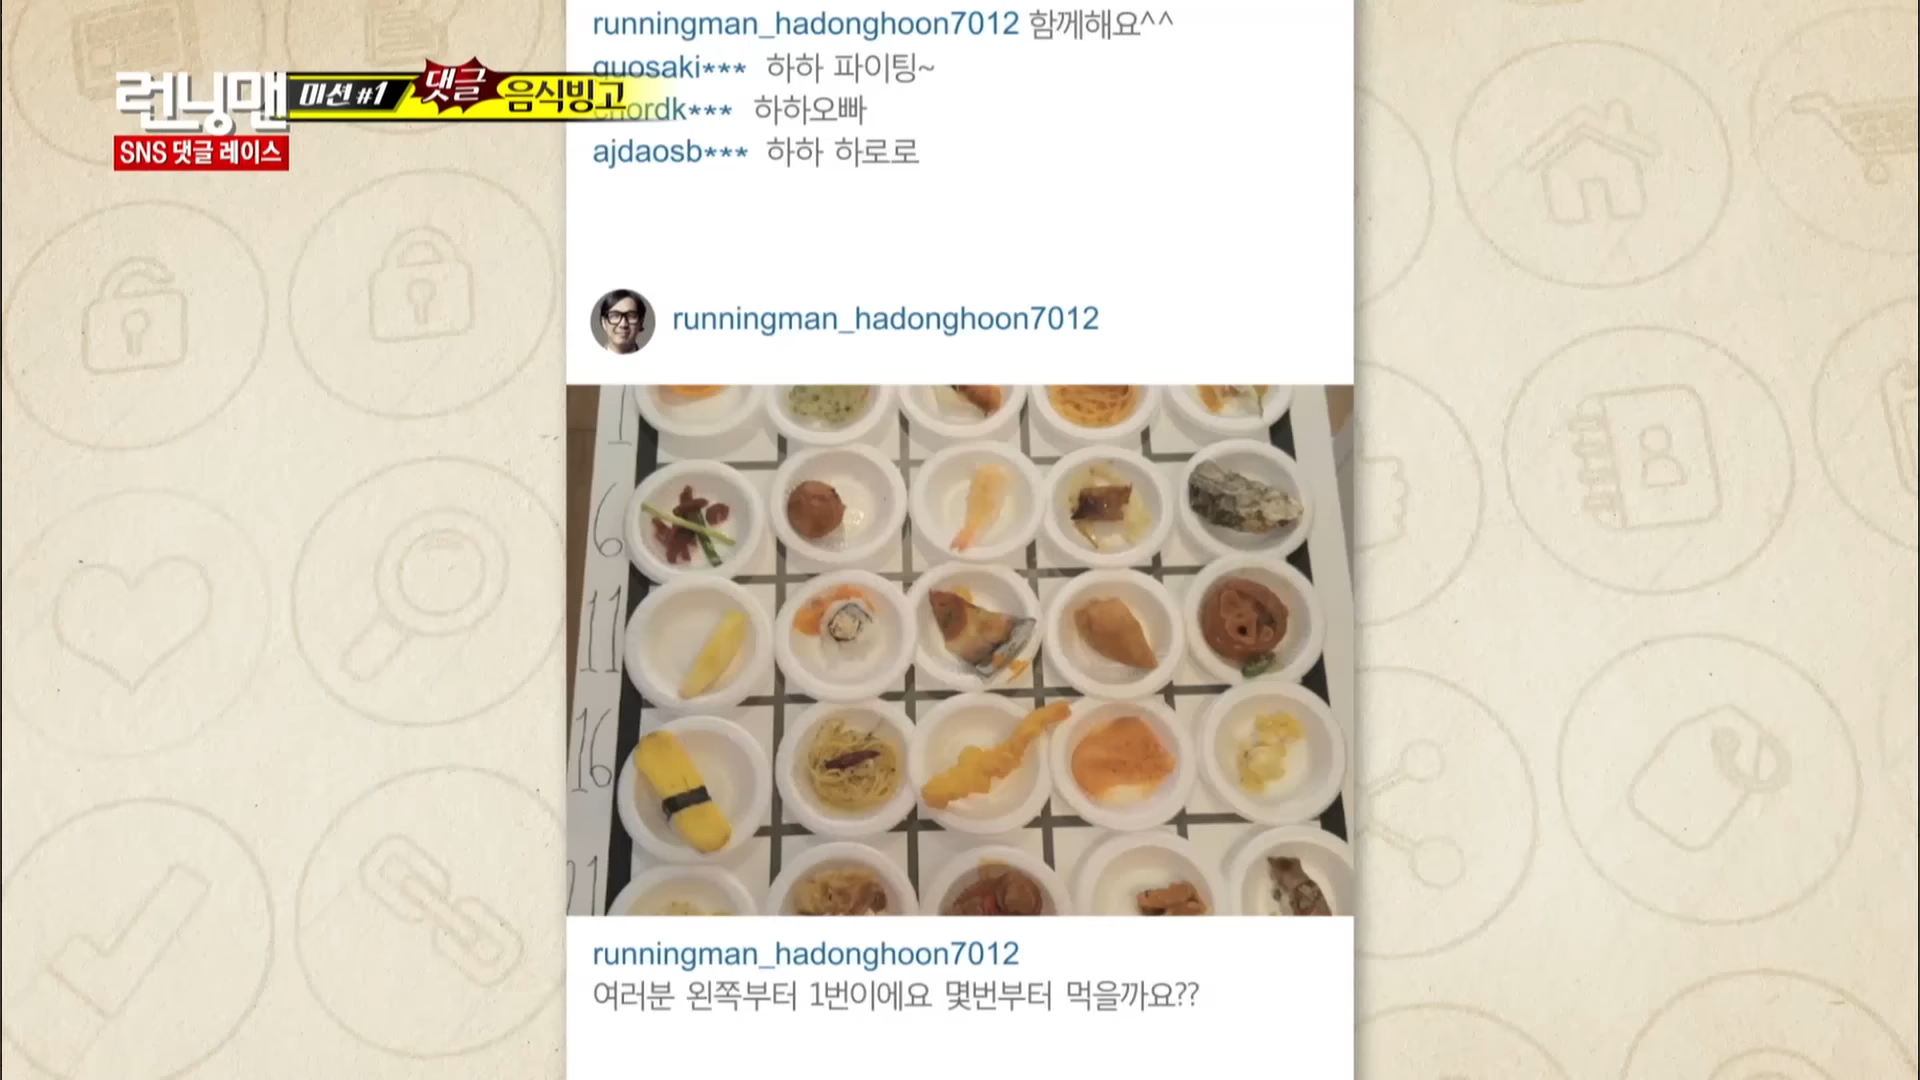 런닝맨
SNS 댓글 레이스
미션 #1 댓글 음식빙고
runningman_hadonghoon7012 함께해요^^
quosaki*** 하하 파이팅~
chordk*** 하하오빠
ajdaosb*** 하하 하로로
runningman_hadonghoon7012
1
6
11
16
21
runningman_hadonghoon7012
여러분 왼쪽부터 1번이에요 몇번부터 먹을까요??